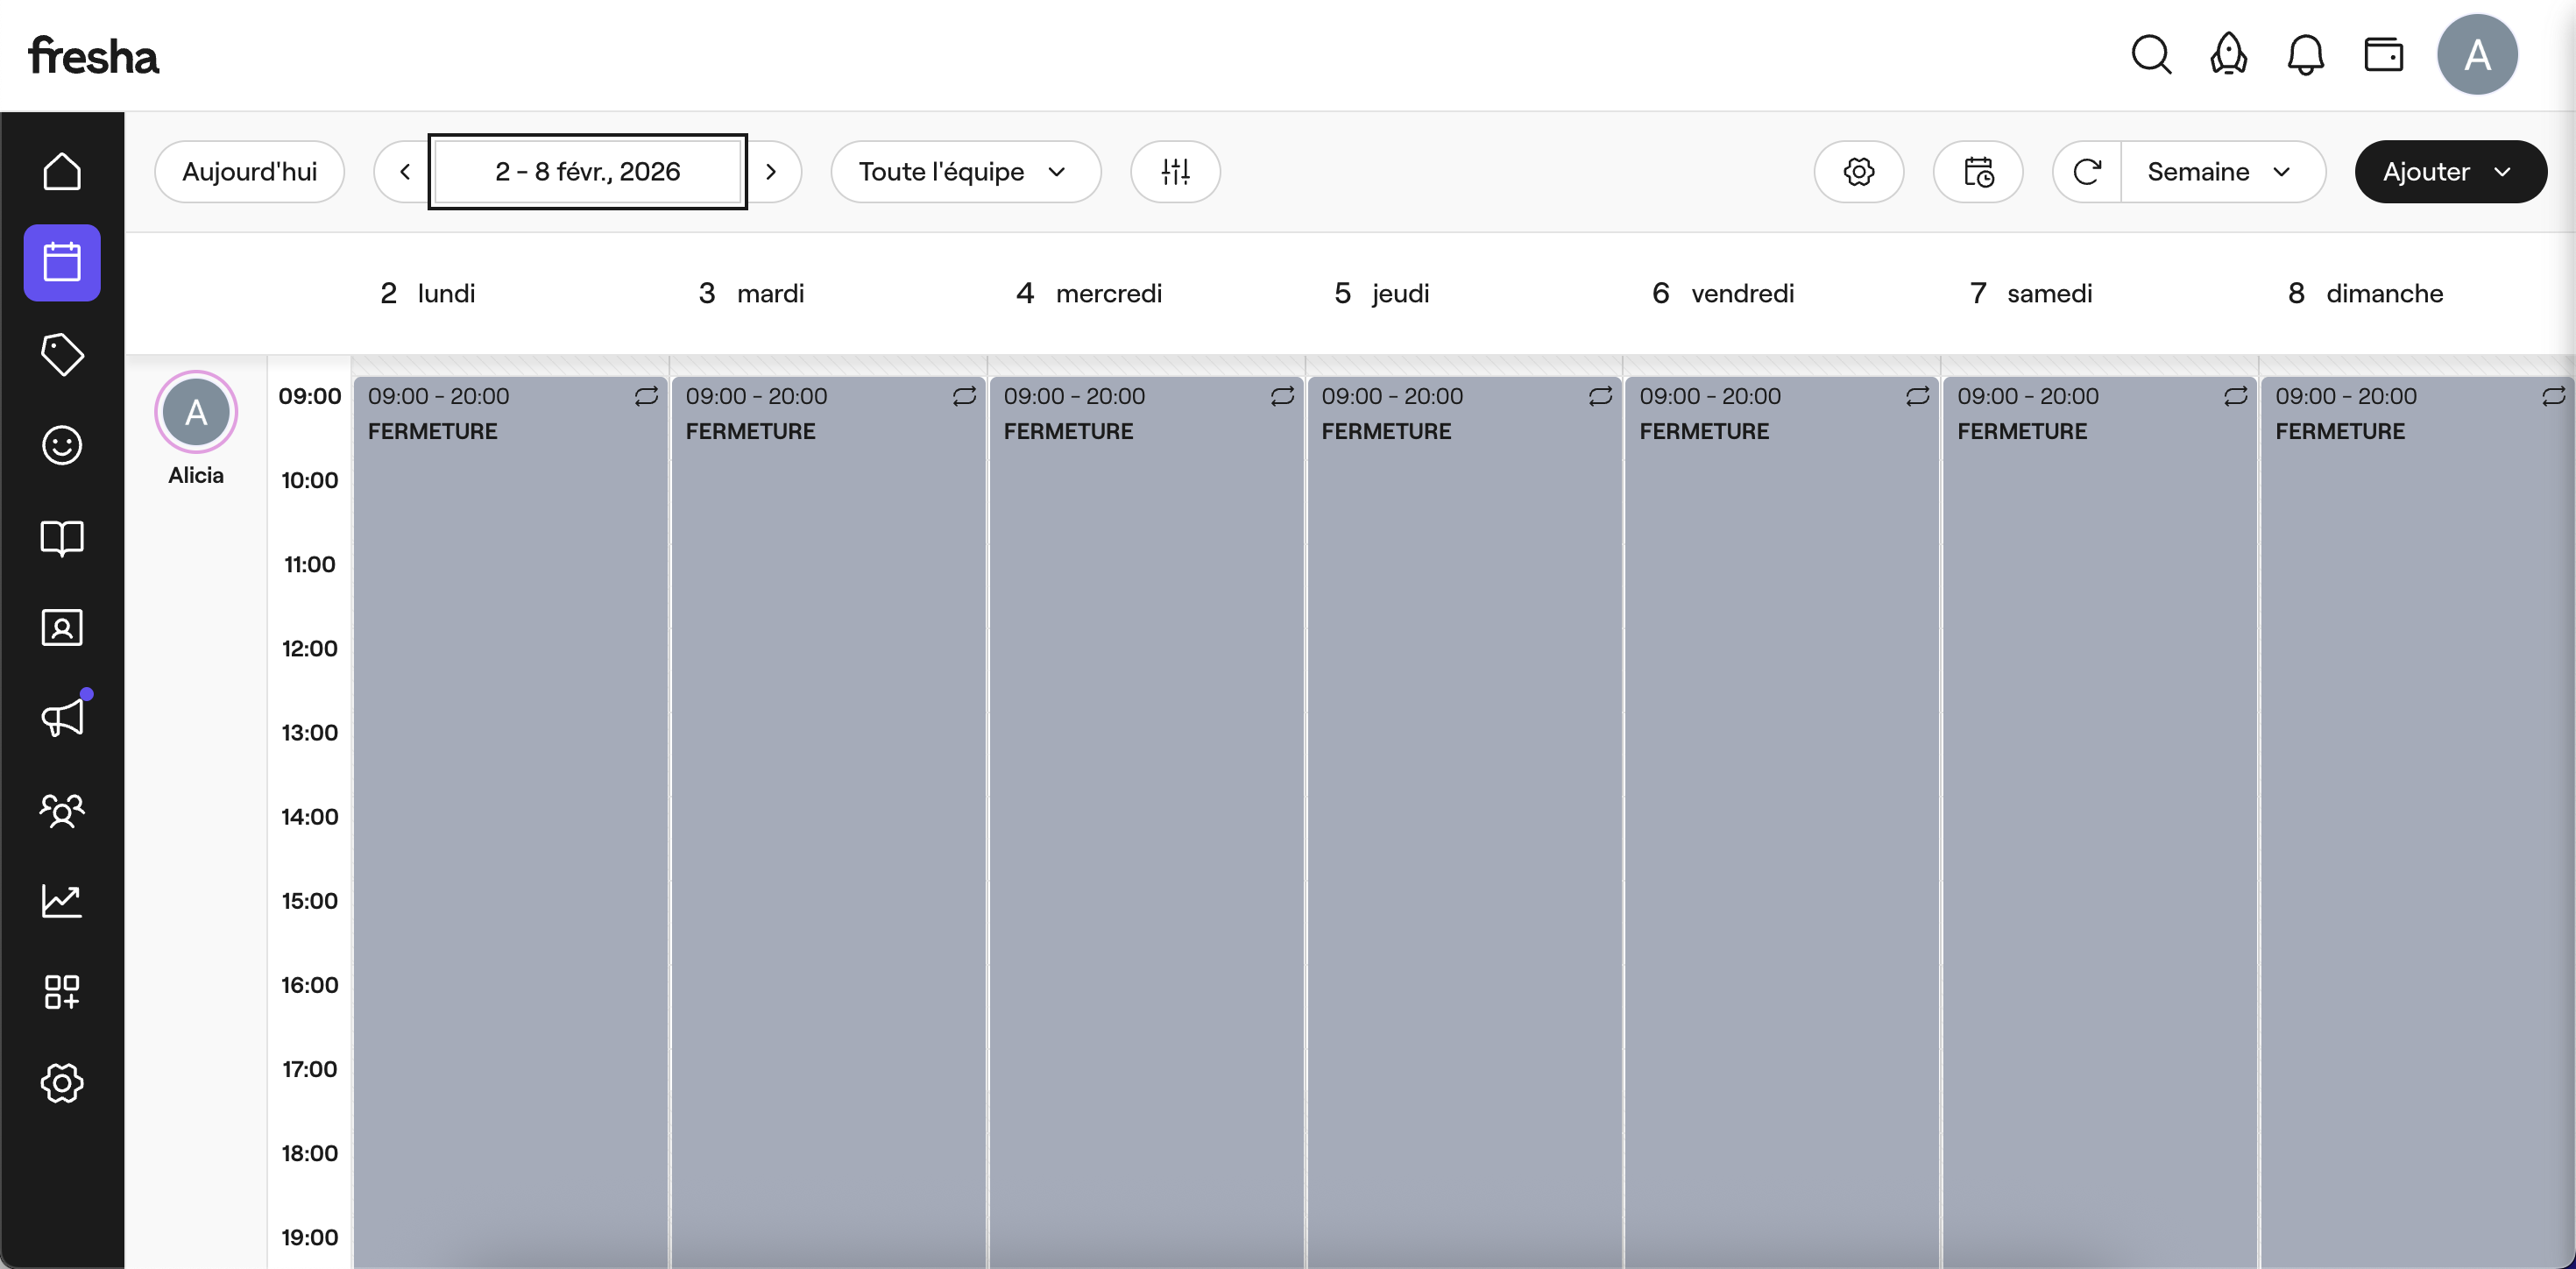 fresha
A
Aujourd'hui
2 - 8 févr., 2026
Toute l'équipe
Semaine
Ajouter
2 lundi
3 mardi
4 mercredi
5 jeudi
6 vendredi
7 samedi
8 dimanche
A
Alicia
09:00
10:00
11:00
12:00
13:00
14:00
15:00
16:00
17:00
18:00
19:00
09:00 - 20:00
FERMETURE
09:00 - 20:00
FERMETURE
09:00 - 20:00
FERMETURE
09:00 - 20:00
FERMETURE
09:00 - 20:00
FERMETURE
09:00 - 20:00
FERMETURE
09:00 - 20:00
FERMETURE